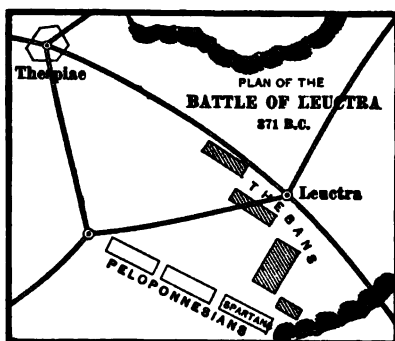 Thespiae
PLAN OF THE
BATTLE OF LEUCTRA
371 B.C.
THEBANS
Leuctra
PELOPONNESIANS
SPARTANS